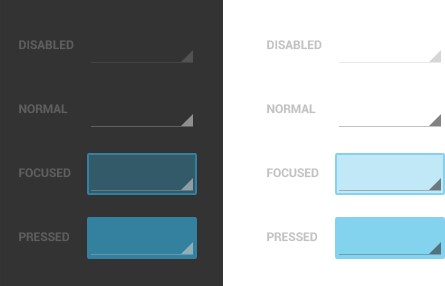 DISABLED DISABLED
NORMAL NORMAL
FOCUSED FOCUSED
PRESSED PRESSED